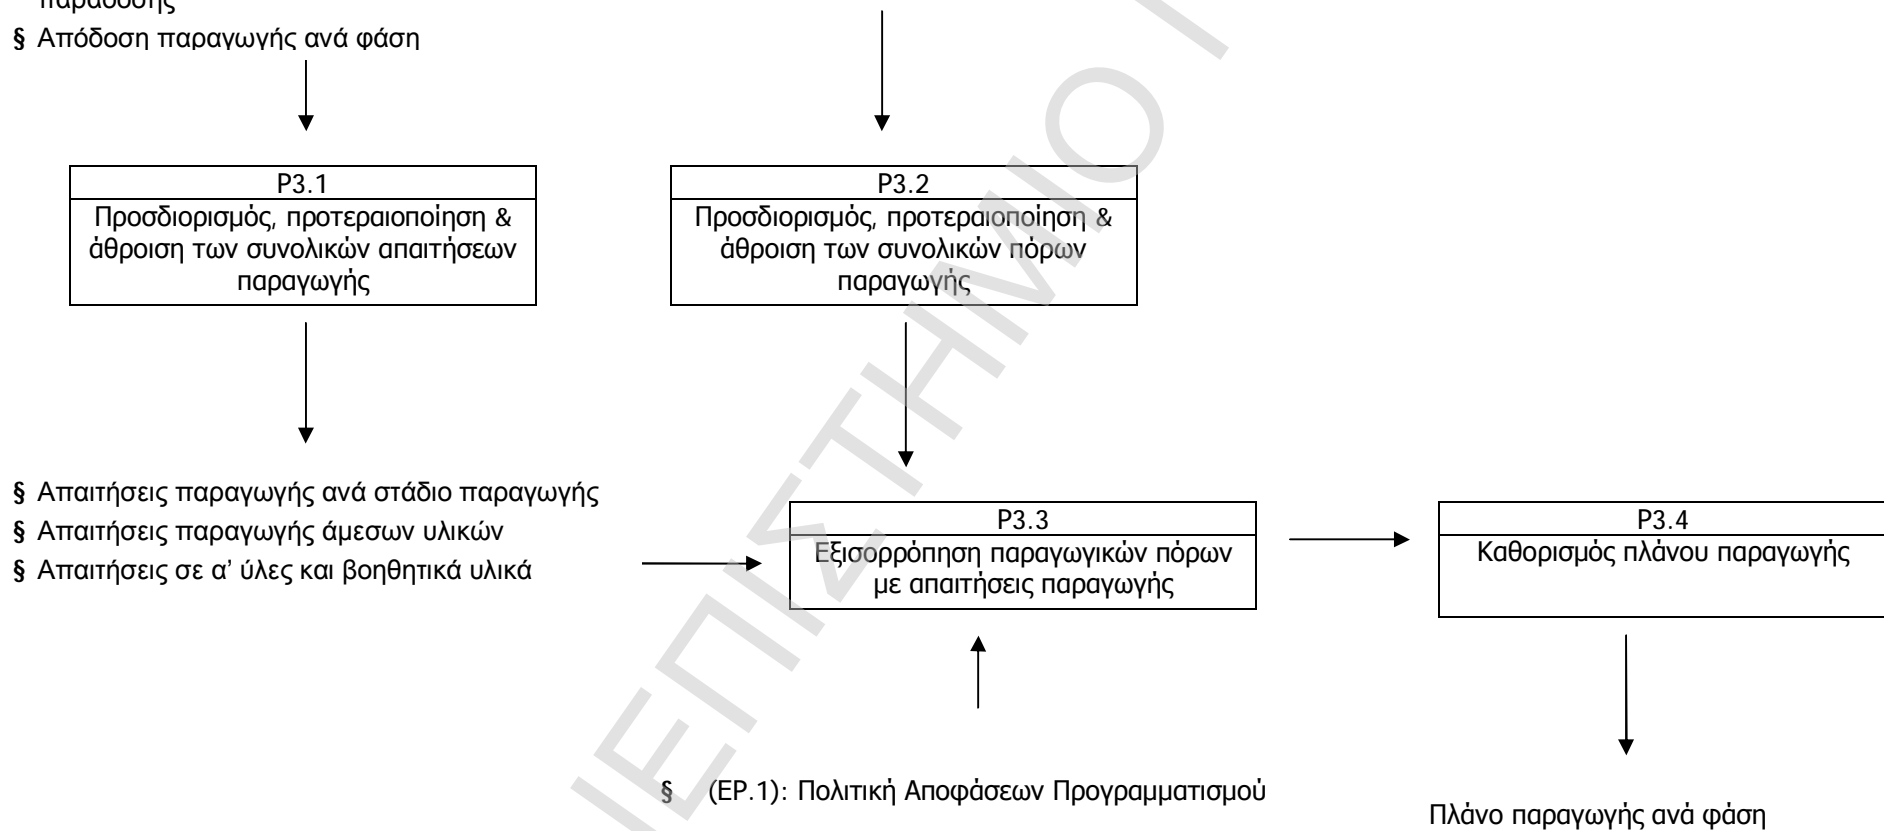 παράδοσης
§ Απόδοση παραγωγής ανά φάση
P3.1
Προσδιορισμός, προτεραιοποίηση &
άθροιση των συνολικών απαιτήσεων
παραγωγής
P3.2
Προσδιορισμός, προτεραιοποίηση &
άθροιση των συνολικών πόρων
παραγωγής
§ Απαιτήσεις παραγωγής ανά στάδιο παραγωγής
§ Απαιτήσεις παραγωγής άμεσων υλικών
§ Απαιτήσεις σε α’ ύλες και βοηθητικά υλικά
P3.3
Εξισορρόπηση παραγωγικών πόρων
με απαιτήσεις παραγωγής
P3.4
Καθορισμός πλάνου παραγωγής
§ (EP.1): Πολιτική Αποφάσεων Προγραμματισμού
Πλάνο παραγωγής ανά φάση